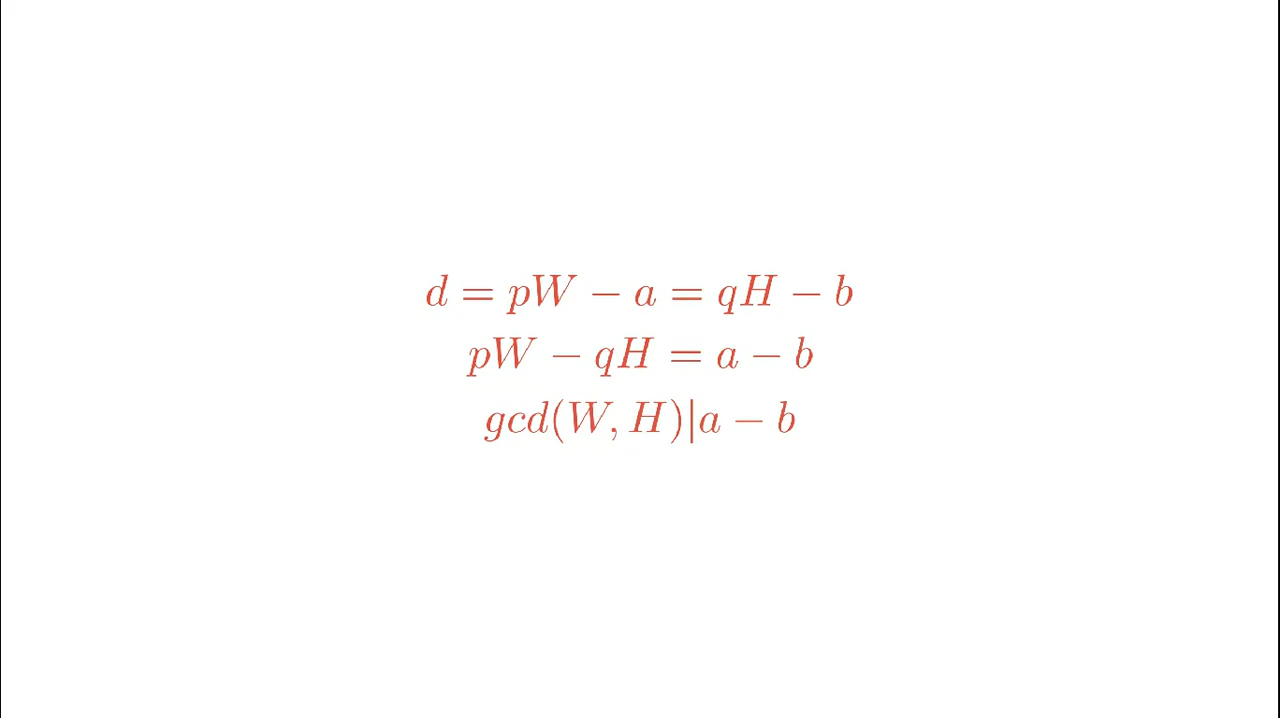 d = pW − a = qH − b
pW − qH = a − b
gcd(W, H)|a − b